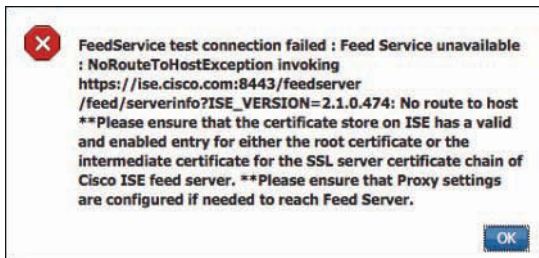 FeedService test connection failed : Feed Service unavailable
: NoRouteToHostException invoking
https://ise.cisco.com:8443/feedserver
/feed/serverinfo?ISE_VERSION=2.1.0.474: No route to host
**Please ensure that the certificate store on ISE has a valid
and enabled entry for either the root certificate or the
intermediate certificate for the SSL server certificate chain of
Cisco ISE feed server. **Please ensure that Proxy settings
are configured if needed to reach Feed Server.
OK